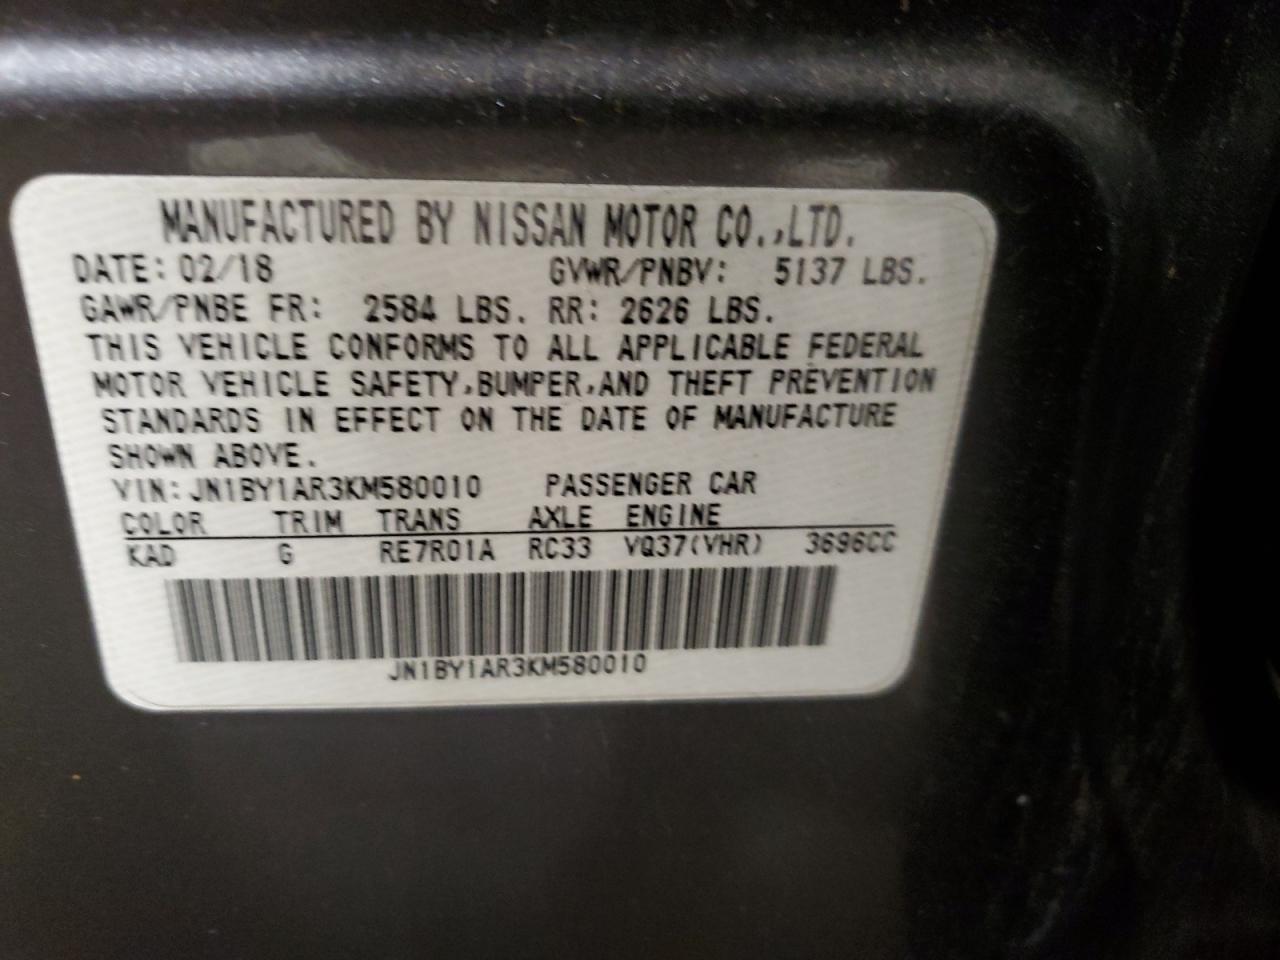 MANUFACTURED BY NISSAN MOTOR CO.,LTD.
DATE: 02/18 GVWR/PNBV: 5137 LBS.
GAWR/PNBE FR: 2584 LBS. RR: 2626 LBS.
THIS VEHICLE CONFORMS TO ALL APPLICABLE FEDERAL
MOTOR VEHICLE SAFETY,BUMPER,AND THEFT PREVENTION
STANDARDS IN EFFECT ON THE DATE OF MANUFACTURE
SHOWN ABOVE.
VIN: JN1BY1AR3KM580010 PASSENGER CAR
COLOR TRIM TRANS AXLE ENGINE
KAD G RE7R01A RC33 VQ37(VHR) 3696CC
JN1BY1AR3KM580010